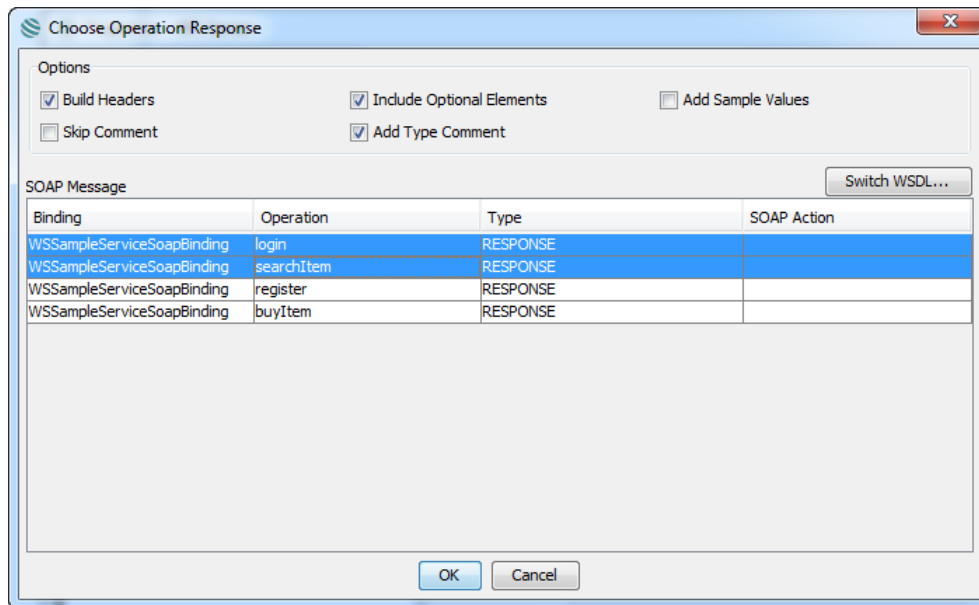 Choose Operation Response
Options
Build Headers Include Optional Elements Add Sample Values
Skip Comment Add Type Comment
Switch WSDL...
SOAP Message
Binding Operation Type SOAP Action
WSSampleServiceSoapBinding login RESPONSE
WSSampleServiceSoapBinding searchItem RESPONSE
WSSampleServiceSoapBinding register RESPONSE
WSSampleServiceSoapBinding buyItem RESPONSE
OK Cancel